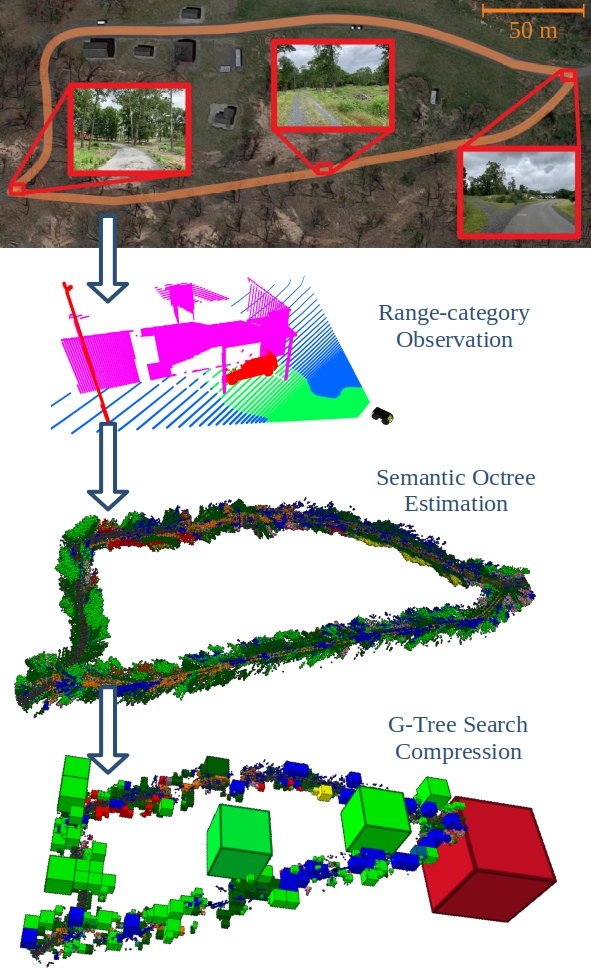 50 m
Range-category
Observation
Semantic Octree
Estimation
G-Tree Search
Compression